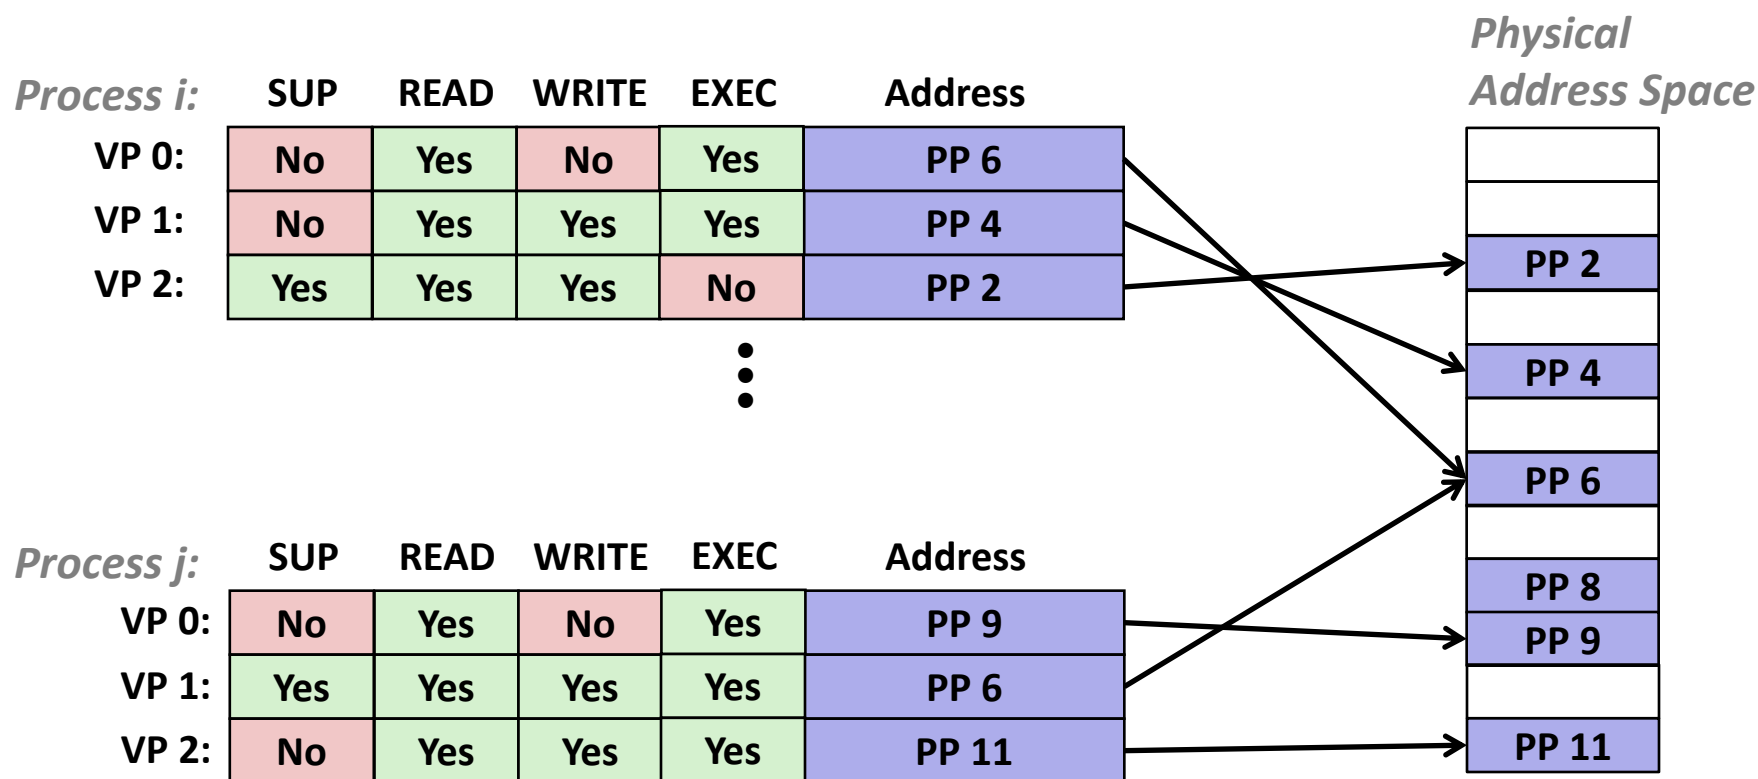 Physical
Address Space
Process i: SUP READ WRITE EXEC Address
VP 0: No Yes No Yes PP 6
VP 1: No Yes Yes Yes PP 4
VP 2: Yes Yes Yes No PP 2
PP 2
PP 4
PP 6
Process j: SUP READ WRITE EXEC Address
VP 0: No Yes No Yes PP 9
VP 1: Yes Yes Yes Yes PP 6
VP 2: No Yes Yes Yes PP 11
PP 8
PP 9
PP 11